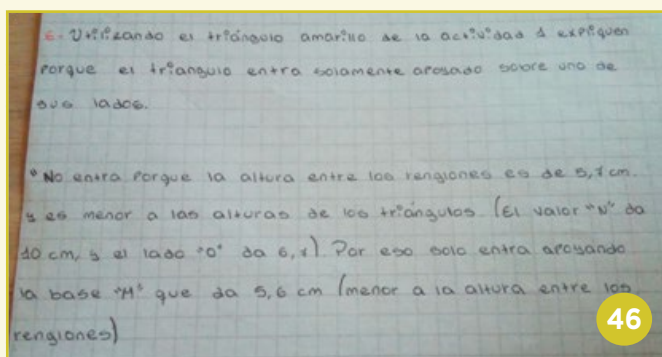 E. Utilizando el triángulo amarillo de la actividad 1 expliquen
porque el triangulo entra solamente apoyado sobre uno de
sus lados.
° No entra porque la altura entre los renglones es de 5,7 cm.
y es menor a las alturas de los triángulos (El valor "N" da
10 cm, y el lado "O" da 6,1). Por eso solo entra apoyando
la base "M" que da 5,6 cm (menor a la altura entre los
renglones)
46